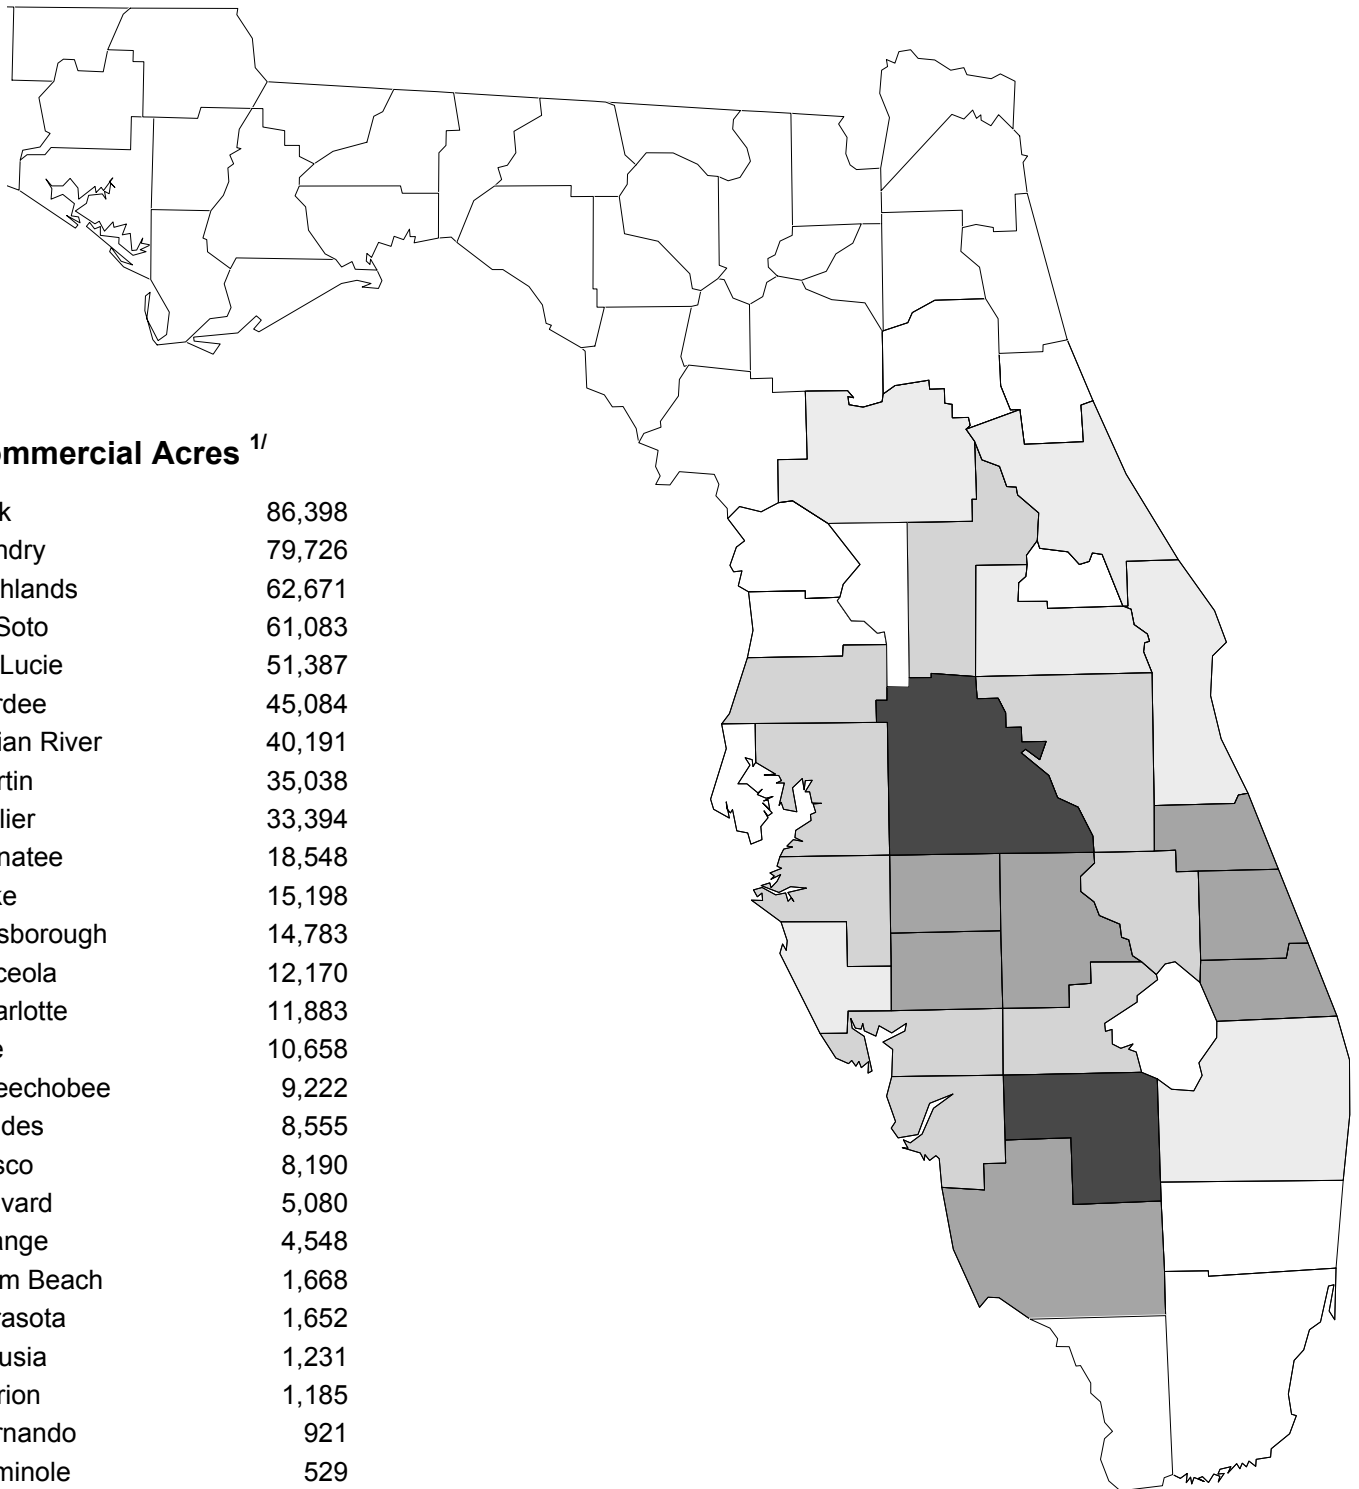 ommercial Acres 1/
k 86,398
ndry 79,726
hlands 62,671
Soto 61,083
Lucie 51,387
rdee 45,084
ian River 40,191
rtin 35,038
lier 33,394
natee 18,548
ke 15,198
sborough 14,783
ceola 12,170
arlotte 11,883
e 10,658
eechobee 9,222
des 8,555
sco 8,190
vard 5,080
ange 4,548
m Beach 1,668
rasota 1,652
usia 1,231
rion 1,185
rnando 921
minole 529